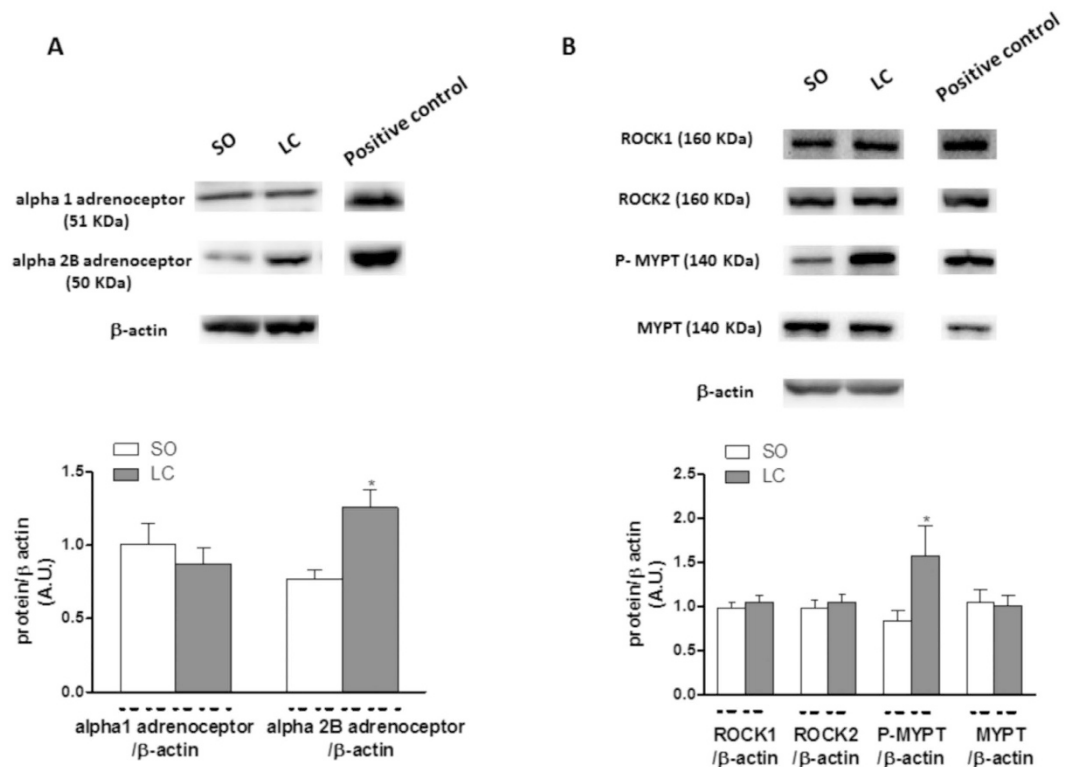 A
SO
LC
Positive control
alpha 1 adrenoceptor
(51 KDa)
alpha 2B adrenoceptor
(50 KDa)
β-actin
SO
LC
1.5
1.0
0.5
0.0
protein/β actin
(A.U.)
*
alpha1 adrenoceptor
/β-actin
alpha 2B adrenoceptor
/β-actin
B
SO
LC
Positive control
ROCK1 (160 KDa)
ROCK2 (160 KDa)
P- MYPT (140 KDa)
MYPT (140 KDa)
β-actin
SO
LC
2.5
2.0
1.5
1.0
0.5
0.0
protein/β actin
(A.U.)
*
ROCK1
/β-actin
ROCK2
/β-actin
P-MYPT
/β-actin
MYPT
/β-actin